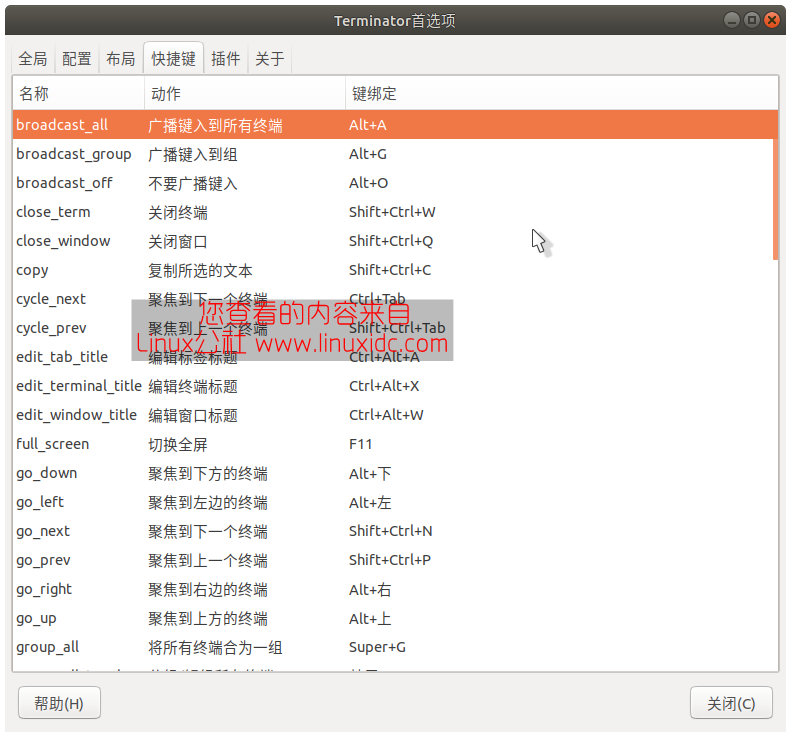 Terminator首选项
全局 配置 布局 快捷键 插件 关于
名称 动作 键绑定
broadcast_all 广播键入到所有终端 Alt+A
broadcast_group 广播键入到组 Alt+G
broadcast_off 不要广播键入 Alt+O
close_term 关闭终端 Shift+Ctrl+W
close_window 关闭窗口 Shift+Ctrl+Q
copy 复制所选的文本 Shift+Ctrl+C
cycle_next 聚焦到下一个终端 Ctrl+Tab
您查看的内容来自
cycle_prev 聚焦到上一个终端 Shift+Ctrl+Tab
Linux公社 www.linuxidc.com
edit_tab_title 编辑标签标题 Ctrl+Alt+A
edit_terminal_title 编辑终端标题 Ctrl+Alt+X
edit_window_title 编辑窗口标题 Ctrl+Alt+W
full_screen 切换全屏 F11
go_down 聚焦到下方的终端 Alt+下
go_left 聚焦到左边的终端 Alt+左
go_next 聚焦到下一个终端 Shift+Ctrl+N
go_prev 聚焦到上一个终端 Shift+Ctrl+P
go_right 聚焦到右边的终端 Alt+右
go_up 聚焦到上方的终端 Alt+上
group_all 将所有终端合为一组 Super+G
帮助(H) 关闭(C)